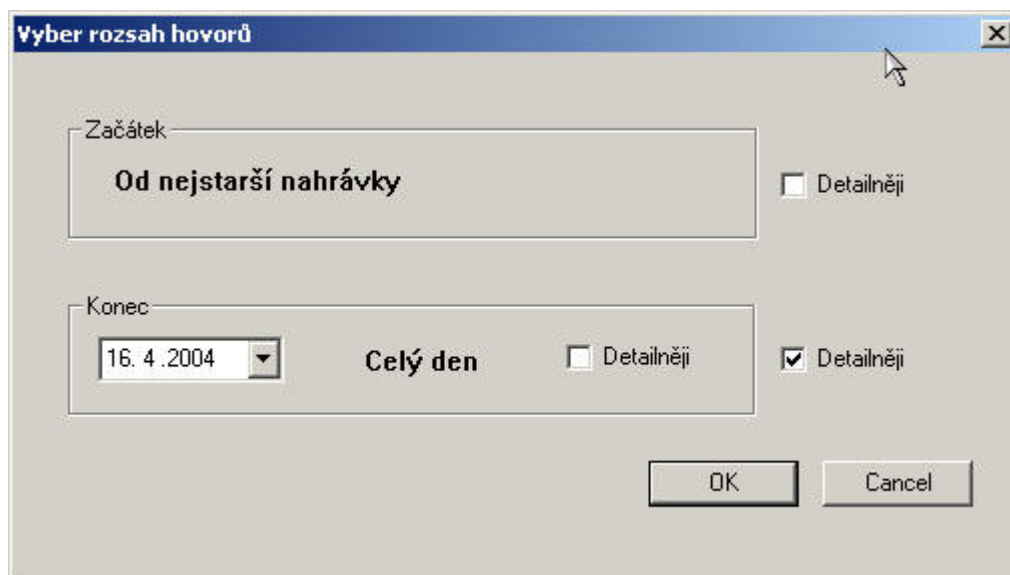 Vyber rozsah hovorů
Začátek
Od nejstarší nahrávky
Detailněji
Konec
16. 4 .2004
Celý den
Detailněji
Detailněji
OK
Cancel